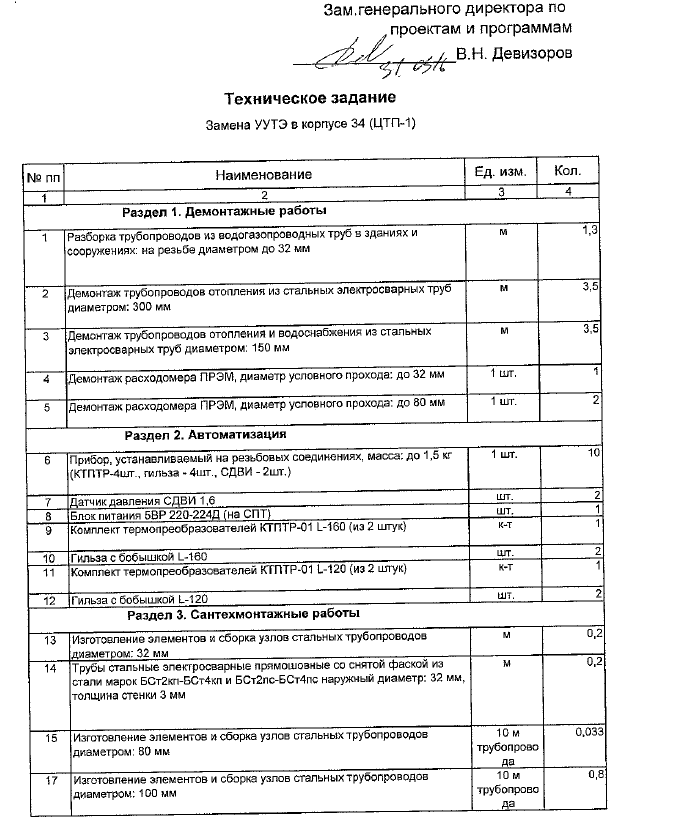 Зам.генерального директора по
проектам и программам
В.Н. Девизоров
Техническое задание
Замена УУТЭ в корпусе 34 (ЦТП-1)
№ пп Наименование Ед. изм. Кол.
1 2 3 4
Раздел 1. Демонтажные работы
1 Разборка трубопроводов из водогазопроводных труб в зданиях и м 1,3
сооружениях: на резьбе диаметром до 32 мм
2 Демонтаж трубопроводов отопления из стальных электросварных труб м 3,5
диаметром: 300 мм
3 Демонтаж трубопроводов отопления и водоснабжения из стальных м 3,5
электросварных труб диаметром: 150 мм
4 Демонтаж расходомера ПРЭМ, диаметр условного прохода: до 32 мм 1 шт. 1
5 Демонтаж расходомера ПРЭМ, диаметр условного прохода: до 80 мм 1 шт. 2
Раздел 2. Автоматизация
6 Прибор, устанавливаемый на резьбовых соединениях, масса: до 1,5 кг 1 шт. 10
(КТПТР-4шт., гильза - 4шт., СДВИ - 2шт.)
7 Датчик давления СДВИ 1,6 шт. 2
8 Блок питания БВР 220-224Д (на СПТ) шт. 1
9 Комплект термопреобразователей КТПТР-01 L-160 (из 2 штук) к-т 1
10 Гильза с бобышкой L-160 шт. 2
11 Комплект термопреобразователей КТПТР-01 L-120 (из 2 штук) к-т 1
12 Гильза с бобышкой L-120 шт. 2
Раздел 3. Сантехмонтажные работы
13 Изготовление элементов и сборка узлов стальных трубопроводов м 0,2
диаметром: 32 мм
14 Трубы стальные электросварные прямошовные со снятой фаской из м 0,2
стали марок БСт2кп-БСт4кп и БСт2пс-БСт4пс наружный диаметр: 32 мм,
толщина стенки 3 мм
15 Изготовление элементов и сборка узлов стальных трубопроводов 10 м 0,033
диаметром: 80 мм трубопрово
да
17 Изготовление элементов и сборка узлов стальных трубопроводов 10 м 0,8
диаметром: 100 мм трубопрово
да